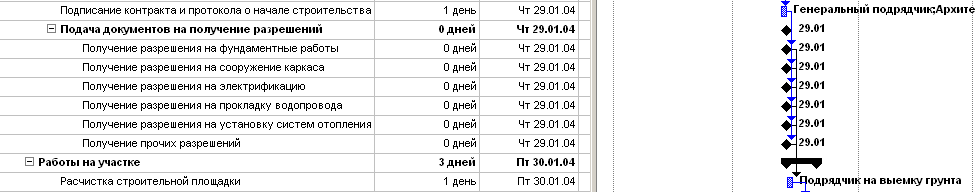 Подписание контракта и протокола о начале строительства 1 день Чт 29.01.04 Генеральный подрядчик;Архите
Подача документов на получение разрешений 0 дней Чт 29.01.04 29.01
Получение разрешения на фундаментные работы 0 дней Чт 29.01.04 29.01
Получение разрешения на сооружение каркаса 0 дней Чт 29.01.04 29.01
Получение разрешения на электрификацию 0 дней Чт 29.01.04 29.01
Получение разрешения на прокладку водопровода 0 дней Чт 29.01.04 29.01
Получение разрешения на установку систем отопления 0 дней Чт 29.01.04 29.01
Получение прочих разрешений 0 дней Чт 29.01.04 29.01
Работы на участке 3 дней Пт 30.01.04
Расчистка строительной площадки 1 день Пт 30.01.04 Подрядчик на выемку грунта